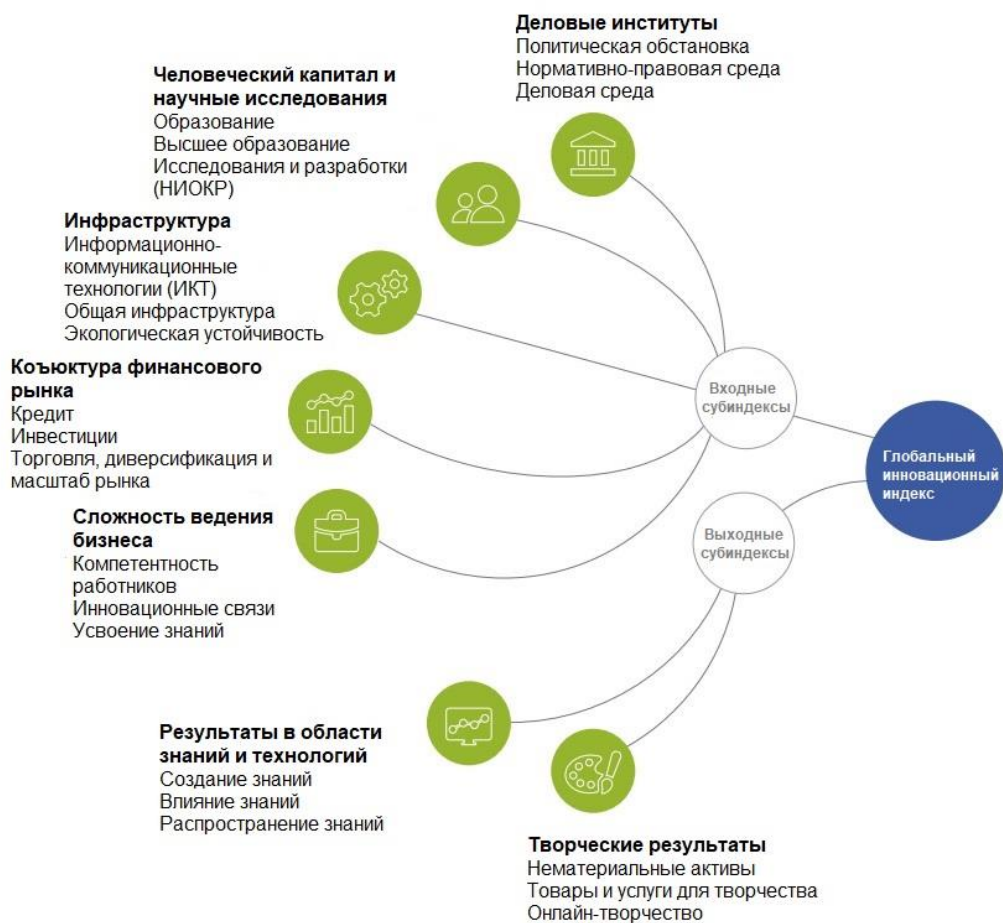 Деловые институты
Политическая обстановка
Нормативно-правовая среда
Деловая среда
Человеческий капитал и
научные исследования
Образование
Высшее образование
Исследования и разработки
(НИОКР)
Инфраструктура
Информационно-
коммуникационные
технологии (ИКТ)
Общая инфраструктура
Экологическая устойчивость
Коъюктура финансового
рынка
Кредит
Инвестиции
Торговля, диверсификация и
масштаб рынка
Сложность ведения
бизнеса
Компетентность
работников
Инновационные связи
Усвоение знаний
Входные
субиндексы
Глобальный
инновационный
индекс
Выходные
субиндексы
Результаты в области
знаний и технологий
Создание знаний
Влияние знаний
Распространение знаний
Творческие результаты
Нематериальные активы
Товары и услуги для творчества
Онлайн-творчество